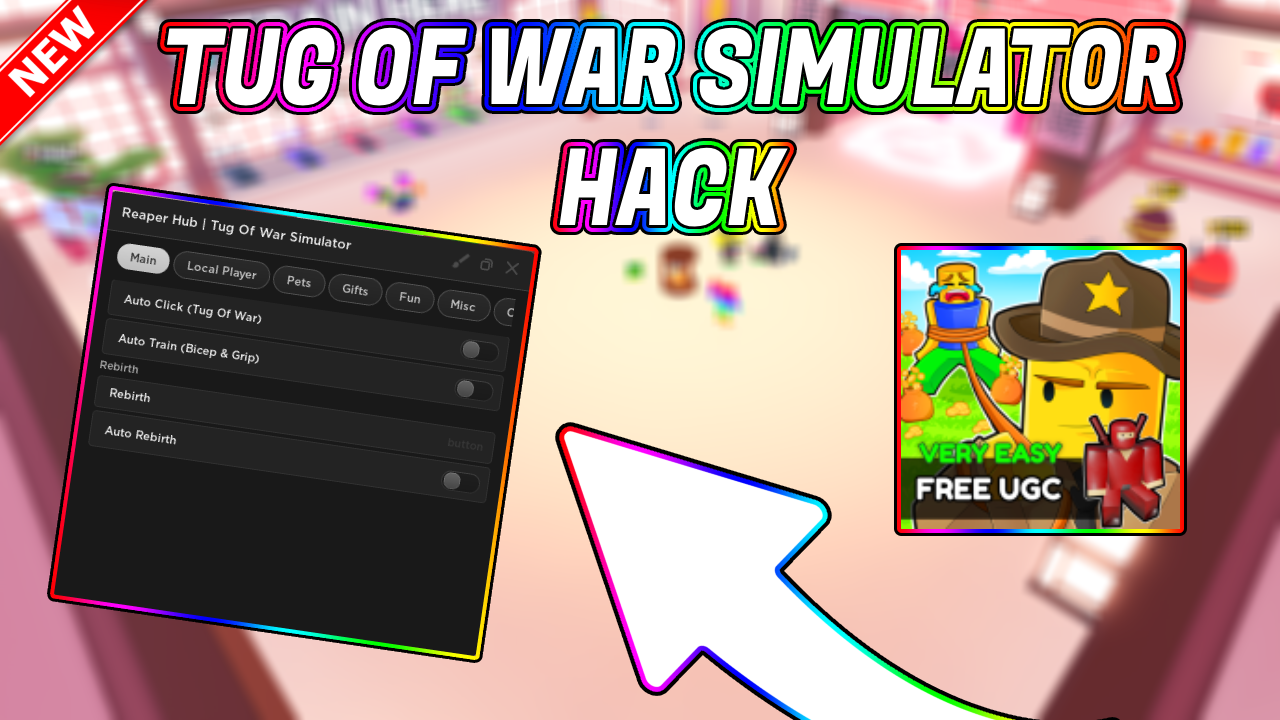 NEW
TUG OF WAR SIMULATOR
HACK
Reaper Hub | Tug Of War Simulator
Main
Local Player
Pets
Gifts
Fun
Misc
Auto Click (Tug Of War)
Auto Train (Bicep & Grip)
Rebirth
Rebirth
button
Auto Rebirth
VERY EASY
FREE UGC